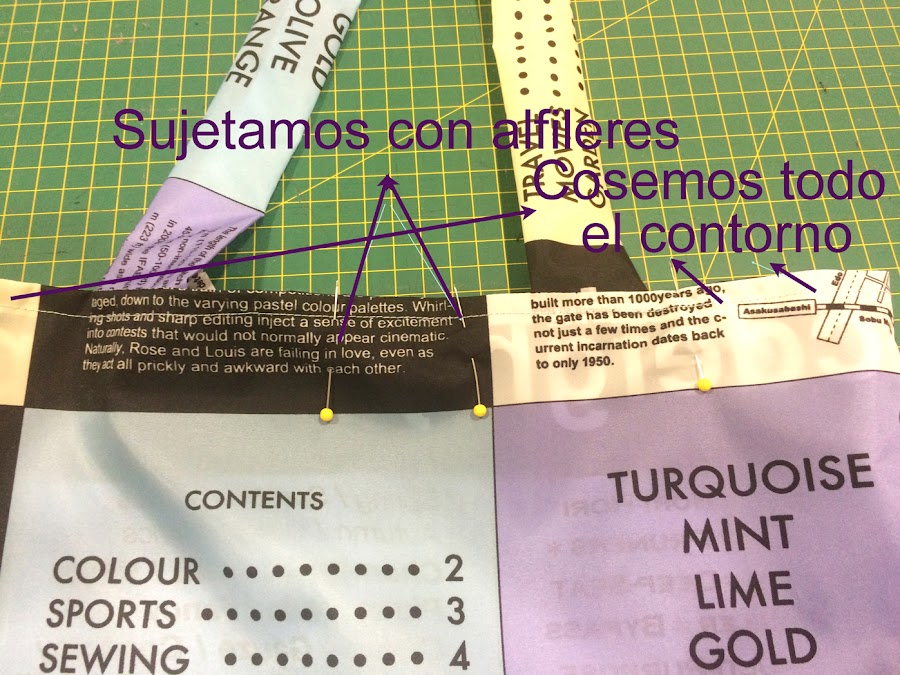 GOLD
OLIVE
Sujetamos con alfileres
TRAVEL
MOVIES
Cosemos todo
el contorno
down to the varying pastel colour palettes. Whirl-
ing shots and sharp editing inject a sense of excitement
into contests that would not normally appear cinematic.
Naturally, Rose and Louis are falling in love, even as
they act all prickly and awkward with each other.
built more than 1000years ago,
the gate has been destroyed
not just a few times and the c-
urrent incarnation dates back
to only 1950.
Asakusabashi
CONTENTS
COLOUR 2
SPORTS 3
SEWING 4
TURQUOISE
MINT
LIME
GOLD